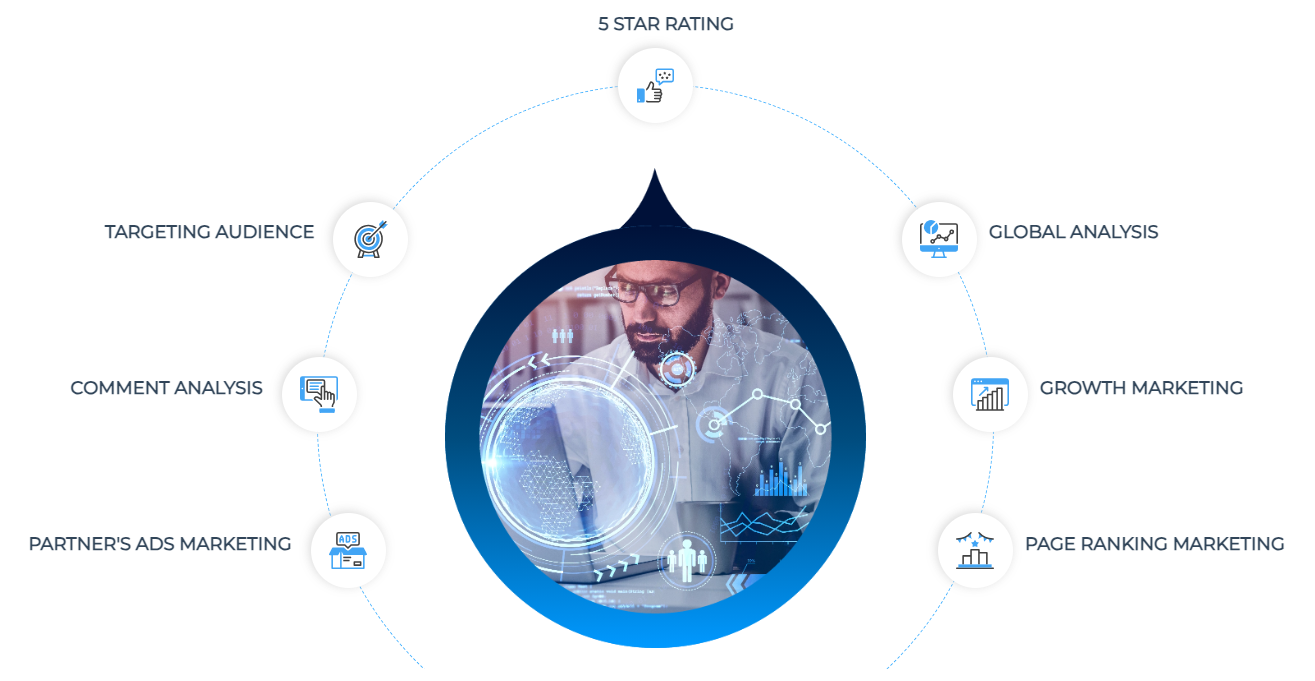 5 STAR RATING
TARGETING AUDIENCE
GLOBAL ANALYSIS
COMMENT ANALYSIS
GROWTH MARKETING
ADS
PARTNER'S ADS MARKETING
PAGE RANKING MARKETING